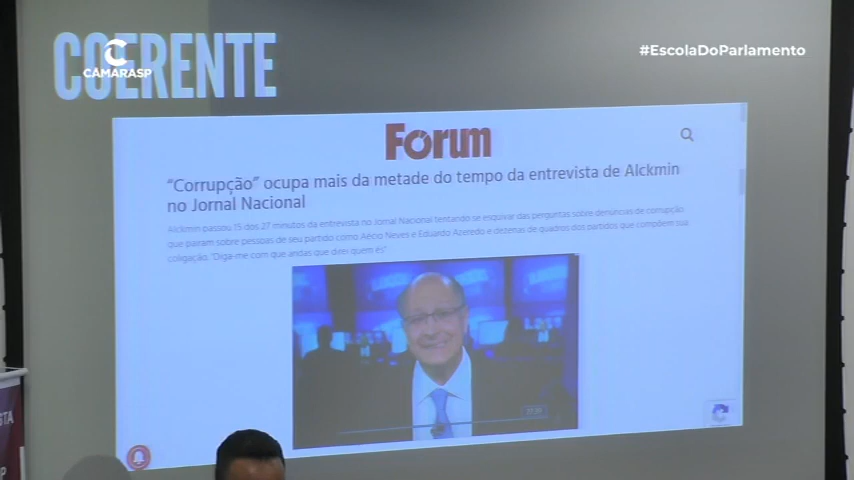 COERENTE
CÂMARASP
#EscolaDoParlamento
Fórum
“Corrupção” ocupa mais da metade do tempo da entrevista de Alckmin
no Jornal Nacional
Alckmin passou 15 dos 27 minutos da entrevista no Jornal Nacional tentando se esquivar das perguntas sobre denúncias de corrupção
que pairam sobre pessoas de seu partido como Aécio Neves e Eduardo Azeredo e dezenas de quadros dos partidos que compõem sua
coligação. "Diga-me com que andas que direi quem és"
STA
P